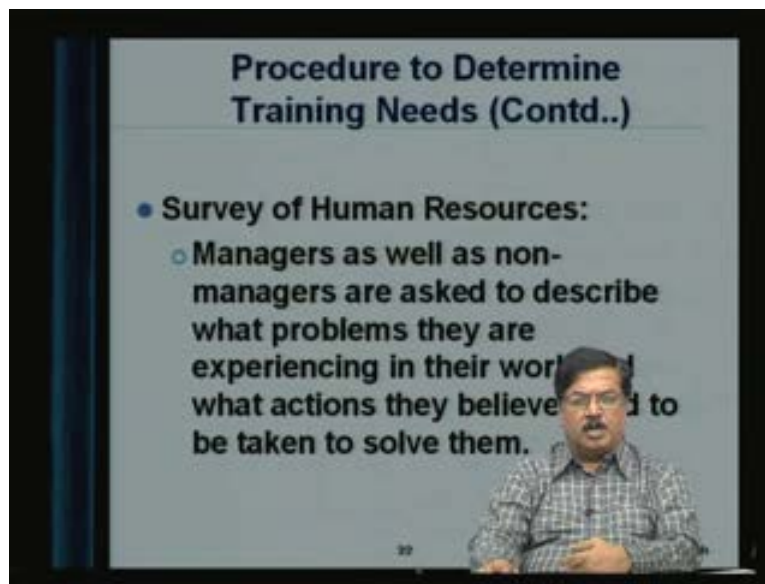 Procedure to Determine
Training Needs (Contd..)
Survey of Human Resources:
Managers as well as non-
managers are asked to describe
what problems they are
experiencing in their
what actions they believe to
be taken to solve them.
22